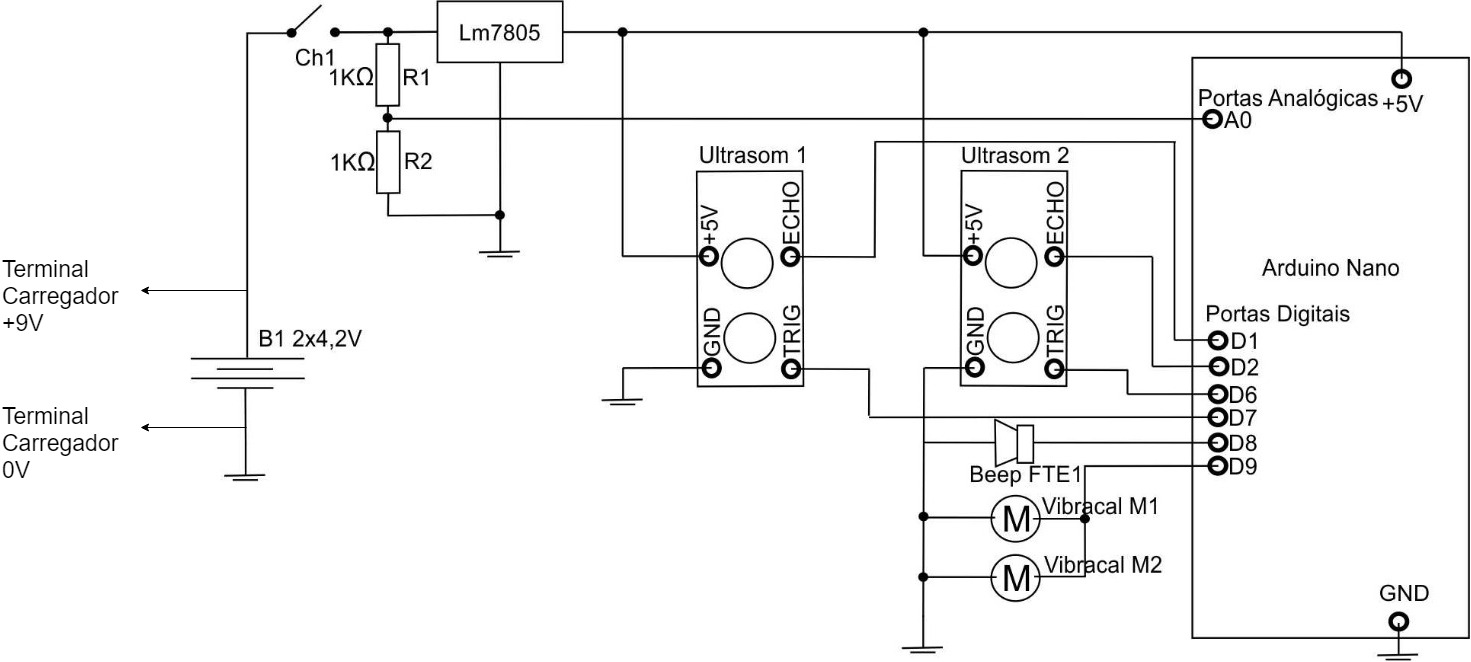 Lm7805
Ch1
1KΩ
R1
1KΩ
R2
Portas Analógicas
+5V
A0
Ultrasom 1
+5V
ECHO
GND
TRIG
Ultrasom 2
+5V
ECHO
GND
TRIG
Arduino Nano
Terminal
Carregador
+9V
B1 2x4,2V
Terminal
Carregador
0V
Portas Digitais
D1
D2
D6
D7
D8
D9
Beep FTE1
M
Vibracal M1
M
Vibracal M2
GND